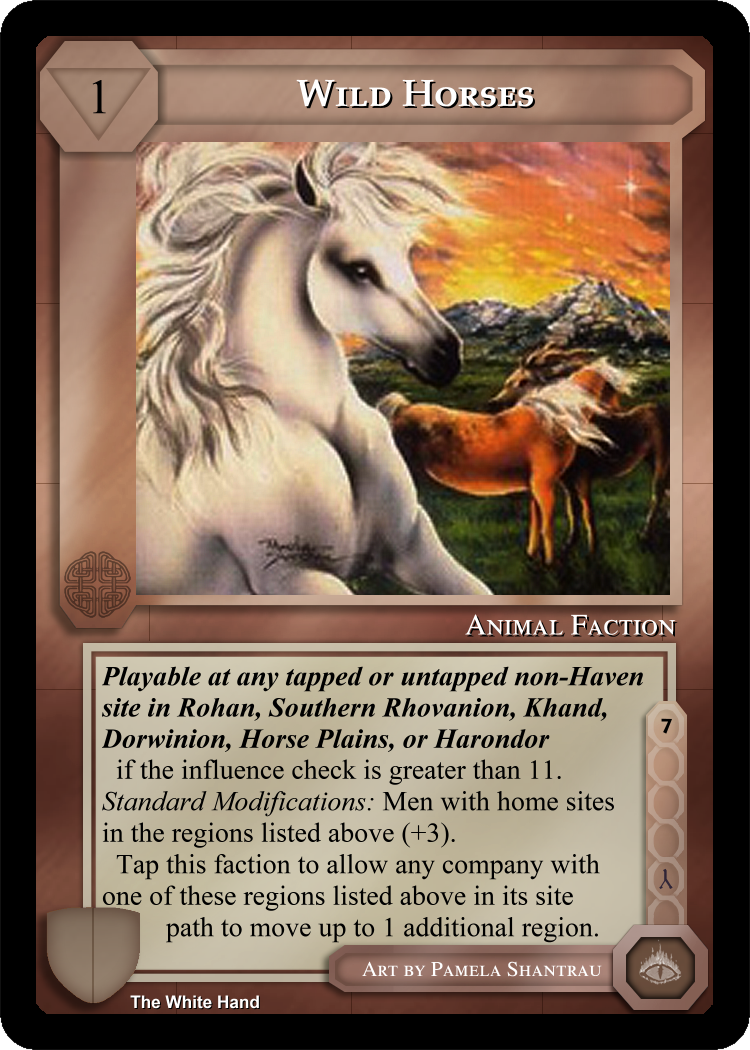 1
Wild Horses
Animal Faction
Playable at any tapped or untapped non-Haven
site in Rohan, Southern Rhovanion, Khand,
Dorwinion, Horse Plains, or Harondor
if the influence check is greater than 11.
Standard Modifications: Men with home sites
in the regions listed above (+3).
Tap this faction to allow any company with
one of these regions listed above in its site
path to move up to 1 additional region.
7
Art by Pamela Shantrau
The White Hand